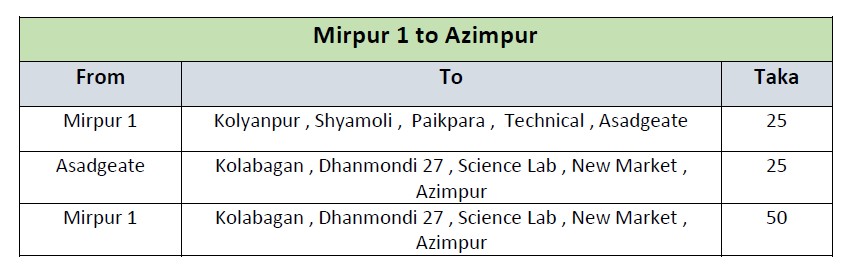 Mirpur 1 to Azimpur
From To Taka
Mirpur 1 Kolyanpur , Shyamoli , Paikpara , Technical , Asadgeate 25
Asadgeate Kolabagan , Dhanmondi 27 , Science Lab , New Market , 25
Azimpur
Mirpur 1 Kolabagan , Dhanmondi 27 , Science Lab , New Market , 50
Azimpur